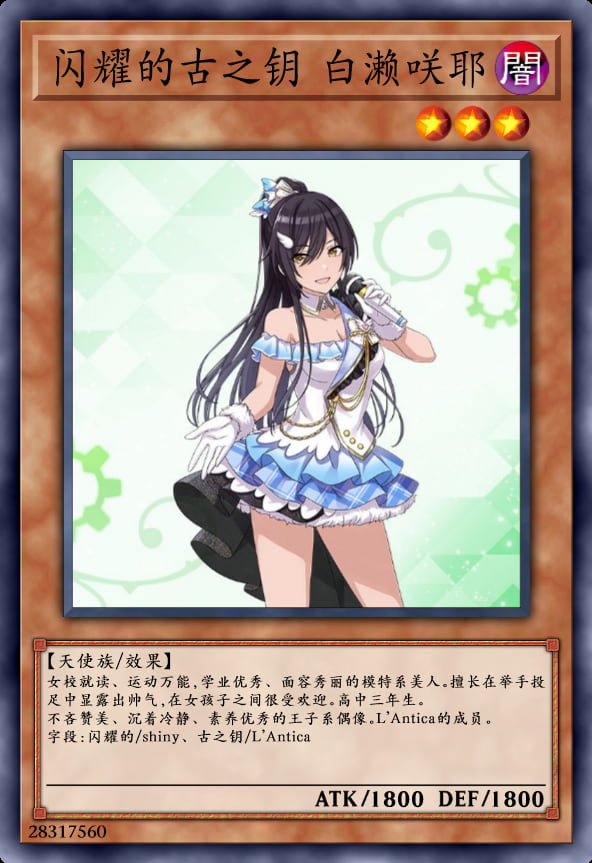 闪耀的古之钥 白濑咲耶
闇
【天使族/效果】
女校就读、运动万能,学业优秀、面容秀丽的模特系美人。擅长在举手投
足中显露出帅气,在女孩子之间很受欢迎。高中三年生。
不吝赞美、沉着冷静、素养优秀的王子系偶像。L'Antica的成员。
字段:闪耀的/shiny、古之钥/L'Antica
ATK/1800 DEF/1800
28317560